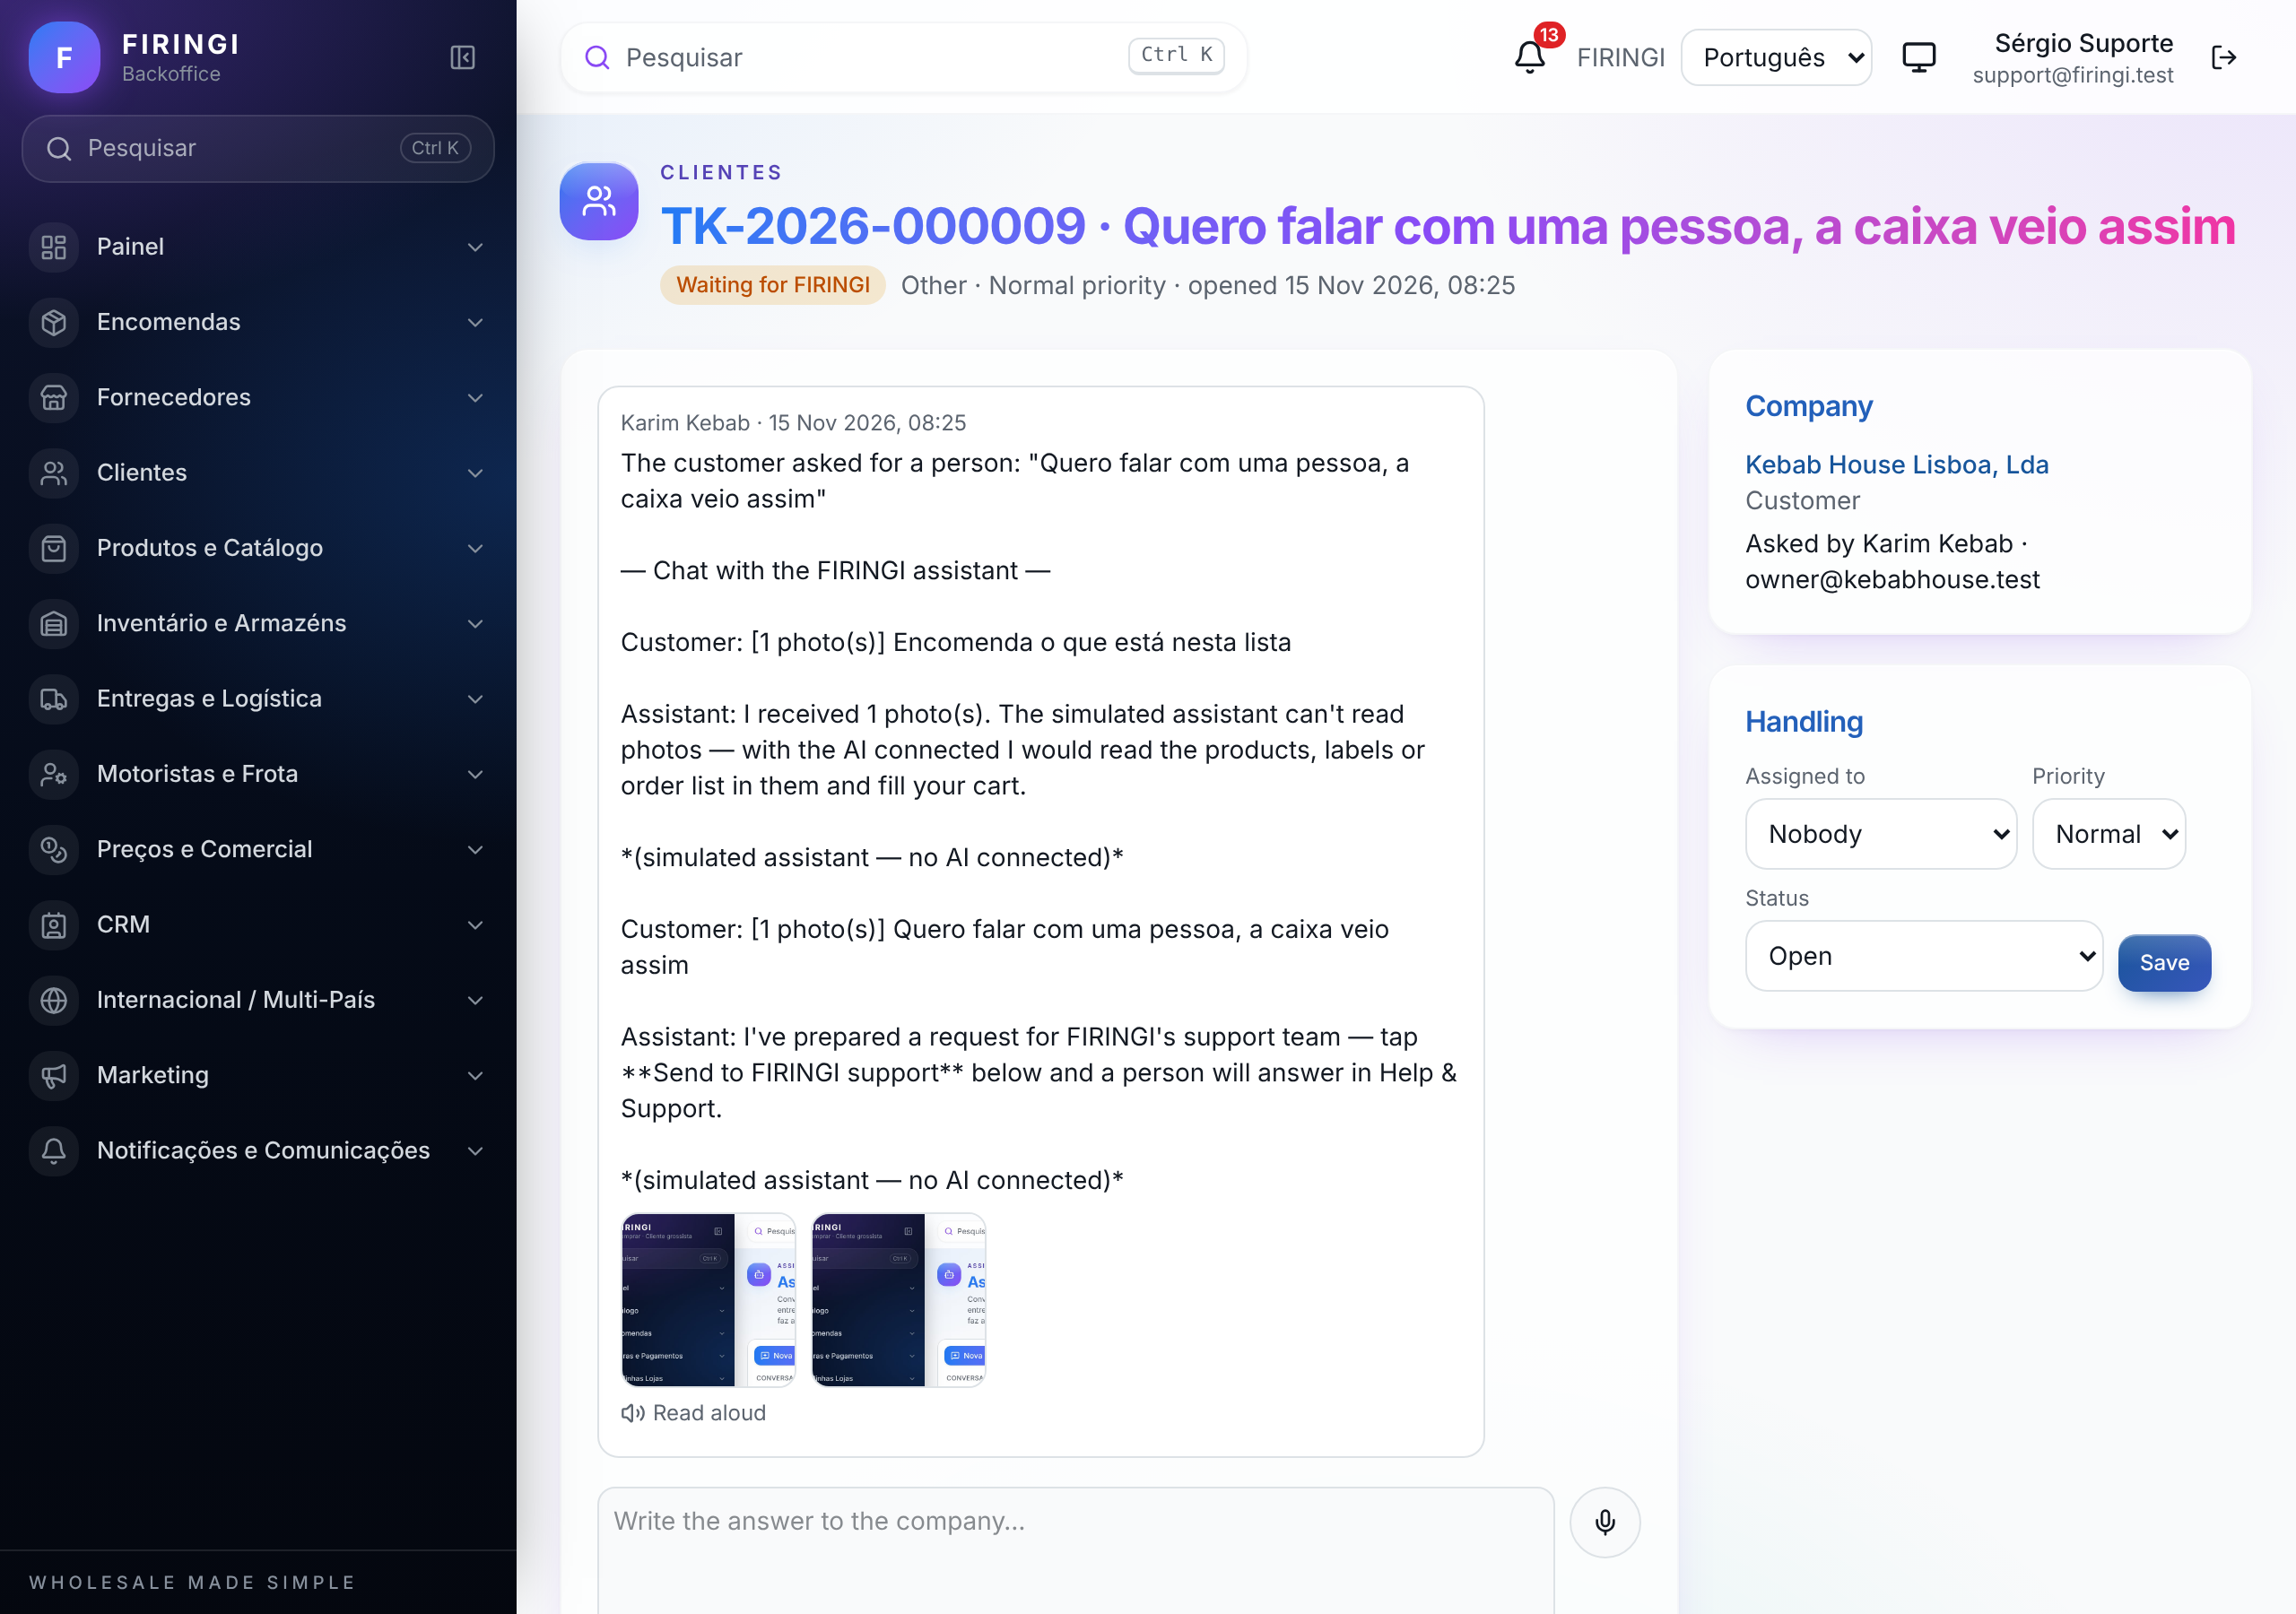 F
FIRINGI
Backoffice
Pesquisar
Ctrl K
Painel
Encomendas
Fornecedores
Clientes
Produtos e Catálogo
Inventário e Armazéns
Entregas e Logística
Motoristas e Frota
Preços e Comercial
CRM
Internacional / Multi-País
Marketing
Notificações e Comunicações
WHOLESALE MADE SIMPLE
Pesquisar
Ctrl K
13
FIRINGI
Português
Sérgio Suporte
support@firingi.test
CLIENTES
TK-2026-000009 · Quero falar com uma pessoa, a caixa veio assim
Waiting for FIRINGI
Other · Normal priority · opened 15 Nov 2026, 08:25
Karim Kebab · 15 Nov 2026, 08:25
The customer asked for a person: "Quero falar com uma pessoa, a
caixa veio assim"
— Chat with the FIRINGI assistant —
Customer: [1 photo(s)] Encomenda o que está nesta lista
Assistant: I received 1 photo(s). The simulated assistant can't read
photos — with the AI connected I would read the products, labels or
order list in them and fill your cart.
*(simulated assistant — no AI connected)*
Customer: [1 photo(s)] Quero falar com uma pessoa, a caixa veio
assim
Assistant: I've prepared a request for FIRINGI's support team — tap
**Send to FIRINGI support** below and a person will answer in Help &
Support.
*(simulated assistant — no AI connected)*
Read aloud
Write the answer to the company...
Company
Kebab House Lisboa, Lda
Customer
Asked by Karim Kebab ·
owner@kebabhouse.test
Handling
Assigned to
Priority
Nobody
Normal
Status
Open
Save